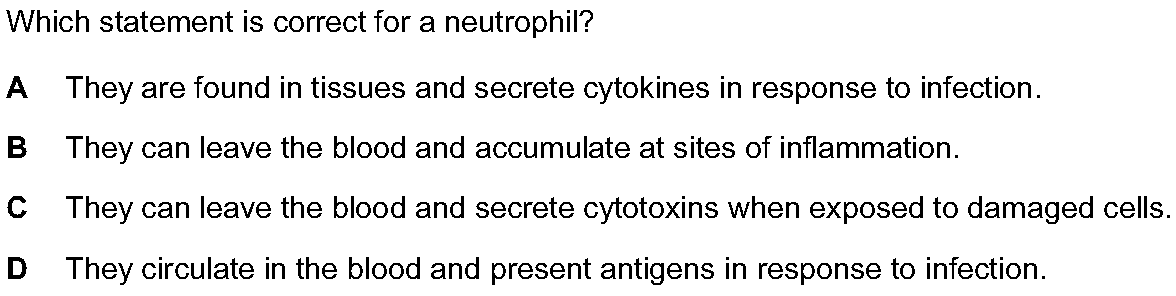 Which statement is correct for a neutrophil?
A They are found in tissues and secrete cytokines in response to infection.
B They can leave the blood and accumulate at sites of inflammation.
C They can leave the blood and secrete cytotoxins when exposed to damaged cells.
D They circulate in the blood and present antigens in response to infection.